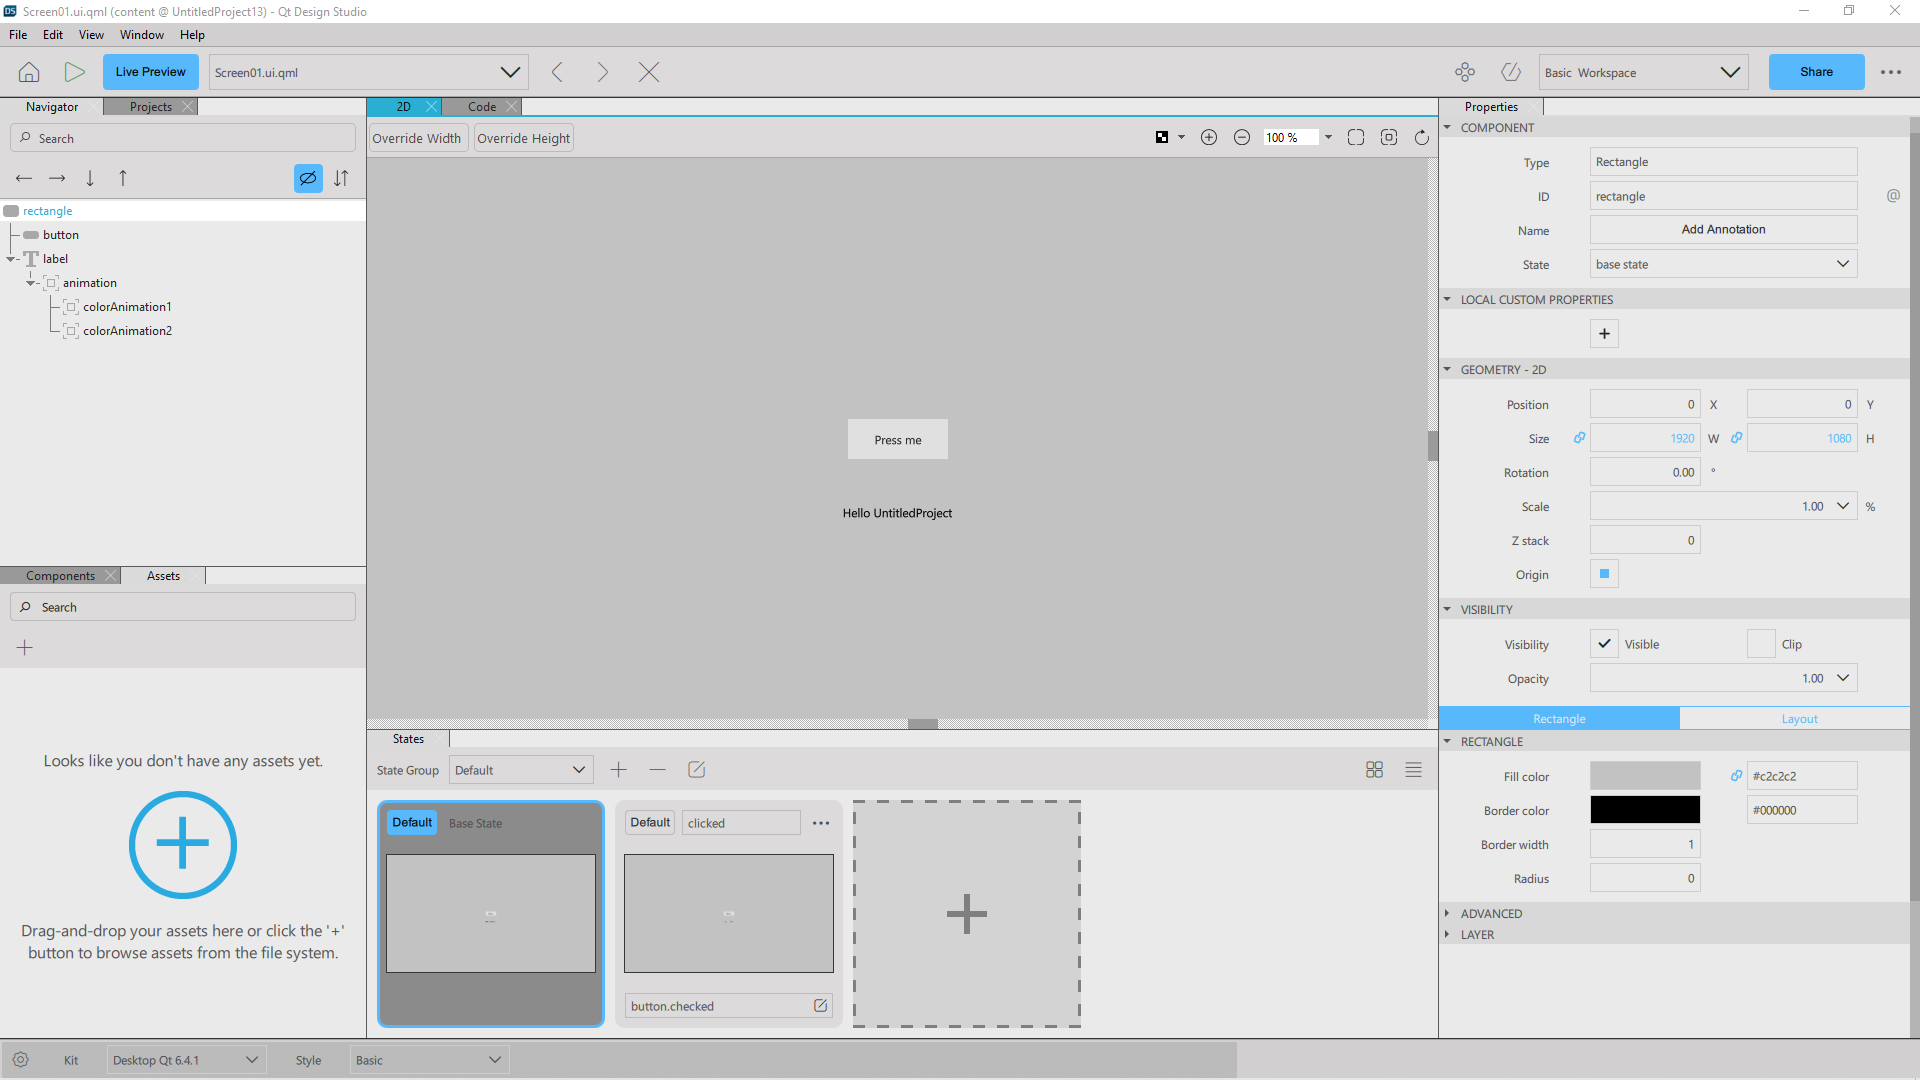 Screen01.ui.qml (content @ UntitledProject13) - Qt Design Studio
File Edit View Window Help
Live Preview
Screen01.ui.qml
Basic Workspace
Share
Navigator
Projects
Search
rectangle
button
label
animation
colorAnimation1
colorAnimation2
Components
Assets
Search
Looks like you don't have any assets yet.
Drag-and-drop your assets here or click the '+'
button to browse assets from the file system.
2D
Code
Override Width
Override Height
100 %
Press me
Hello UntitledProject
States
State Group
Default
Default
Base State
Default
clicked
button.checked
Properties
COMPONENT
Type
Rectangle
ID
rectangle
@
Name
Add Annotation
State
base state
LOCAL CUSTOM PROPERTIES
GEOMETRY - 2D
Position 0 X 0 Y
Size 1920 W 1080 H
Rotation 0.00 °
Scale 1.00 %
Z stack 0
Origin
VISIBILITY
Visibility Visible Clip
Opacity 1.00
Rectangle
Layout
RECTANGLE
Fill color #c2c2c2
Border color #000000
Border width 1
Radius 0
ADVANCED
LAYER
Kit
Desktop Qt 6.4.1
Style
Basic
DS